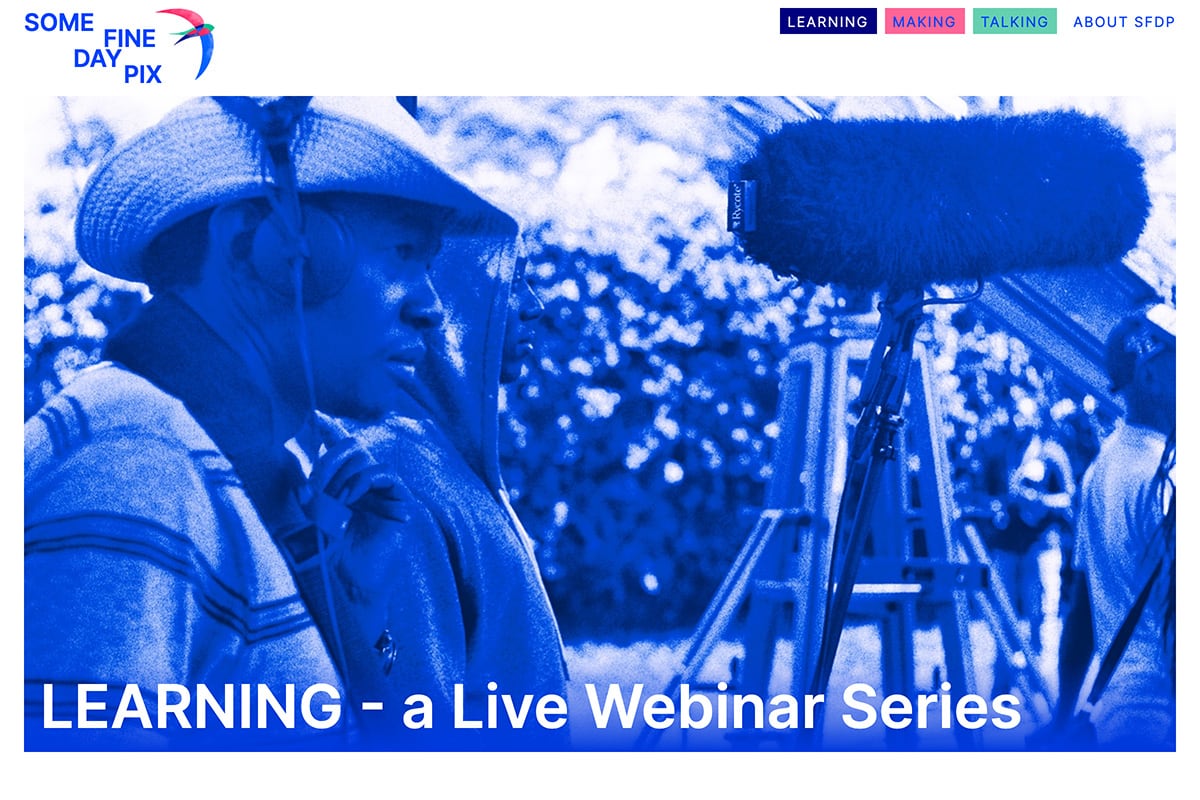 SOME
FINE
DAY
PIX
LEARNING
MAKING
TALKING
ABOUT SFDP
Rycote
LEARNING - a Live Webinar Series